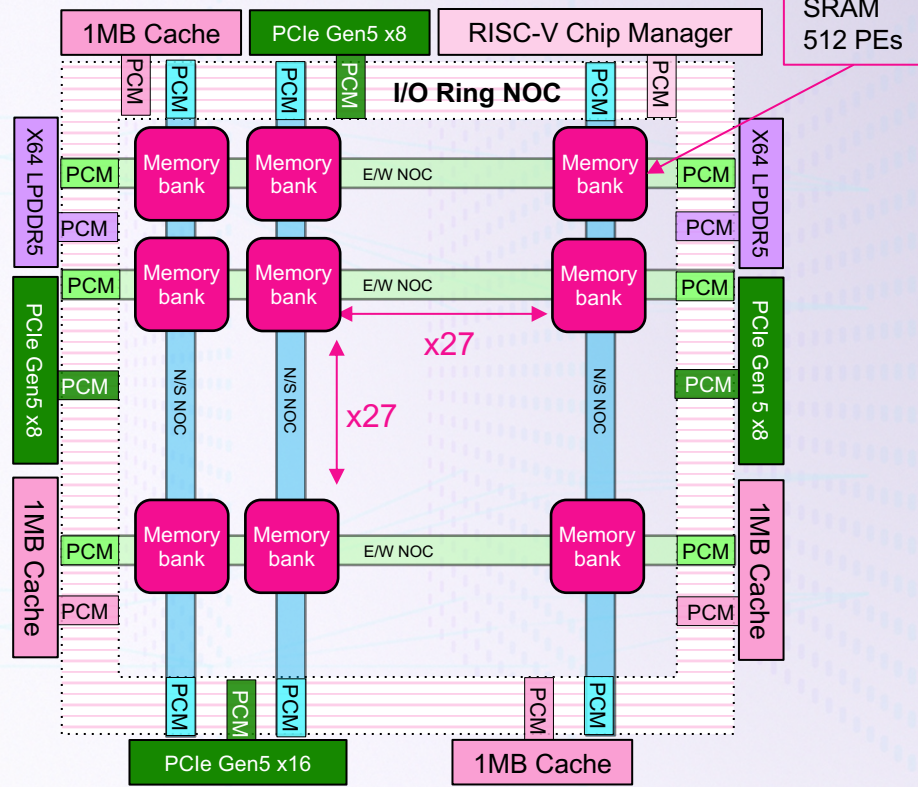 SRAM
512 PEs
1MB Cache
PCIe Gen5 x8
RISC-V Chip Manager
PCM
PCM
PCM
PCM
PCM
PCM
I/O Ring NOC
X64 LPDDR5
X64 LPDDR5
PCM
Memory
bank
Memory
bank
E/W NOC
Memory
bank
PCM
PCM
PCM
PCM
Memory
bank
Memory
bank
E/W NOC
Memory
bank
PCM
PCIe Gen5 x8
PCIe Gen 5 x8
x27
N/S NOC
N/S NOC
N/S NOC
PCM
PCM
x27
1MB Cache
1MB Cache
PCM
Memory
bank
Memory
bank
E/W NOC
Memory
bank
PCM
PCM
PCM
PCM
PCM
PCM
PCM
PCM
PCIe Gen5 x16
1MB Cache